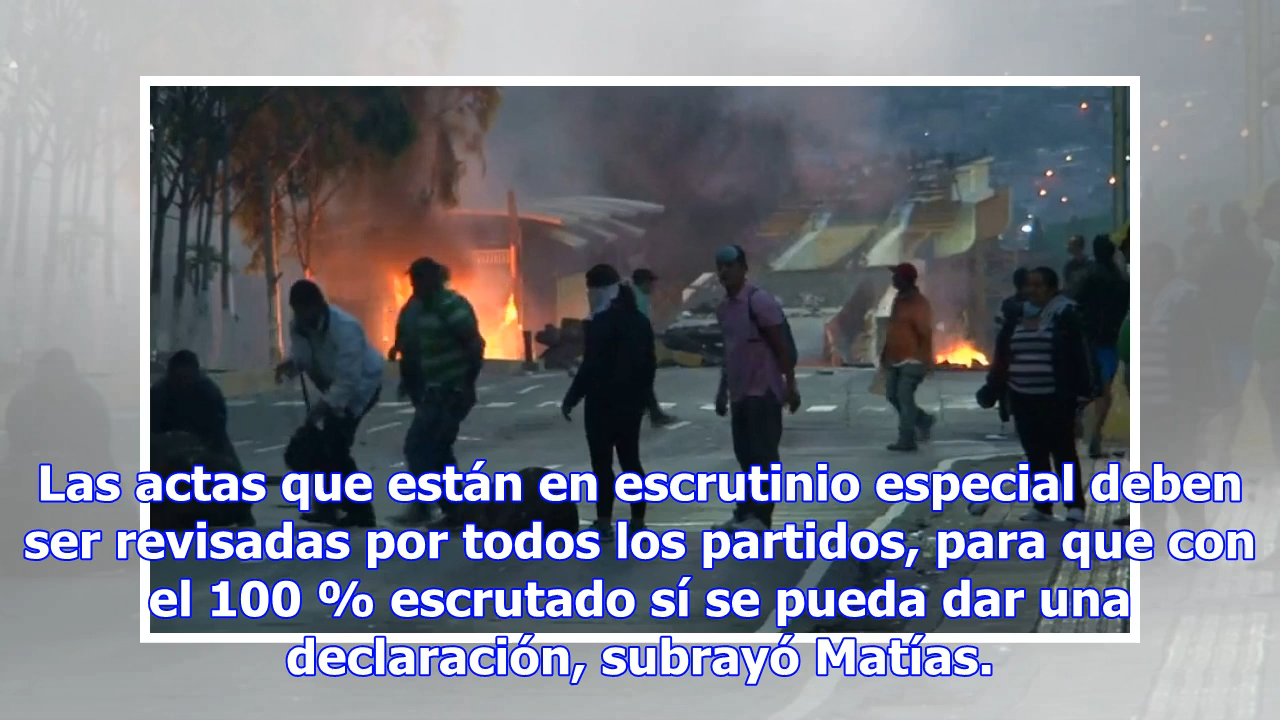 Las actas que están en escrutinio especial deben
ser revisadas por todos los partidos, para que con
el 100 % escrutado sí se pueda dar una
declaración, subrayó Matías.